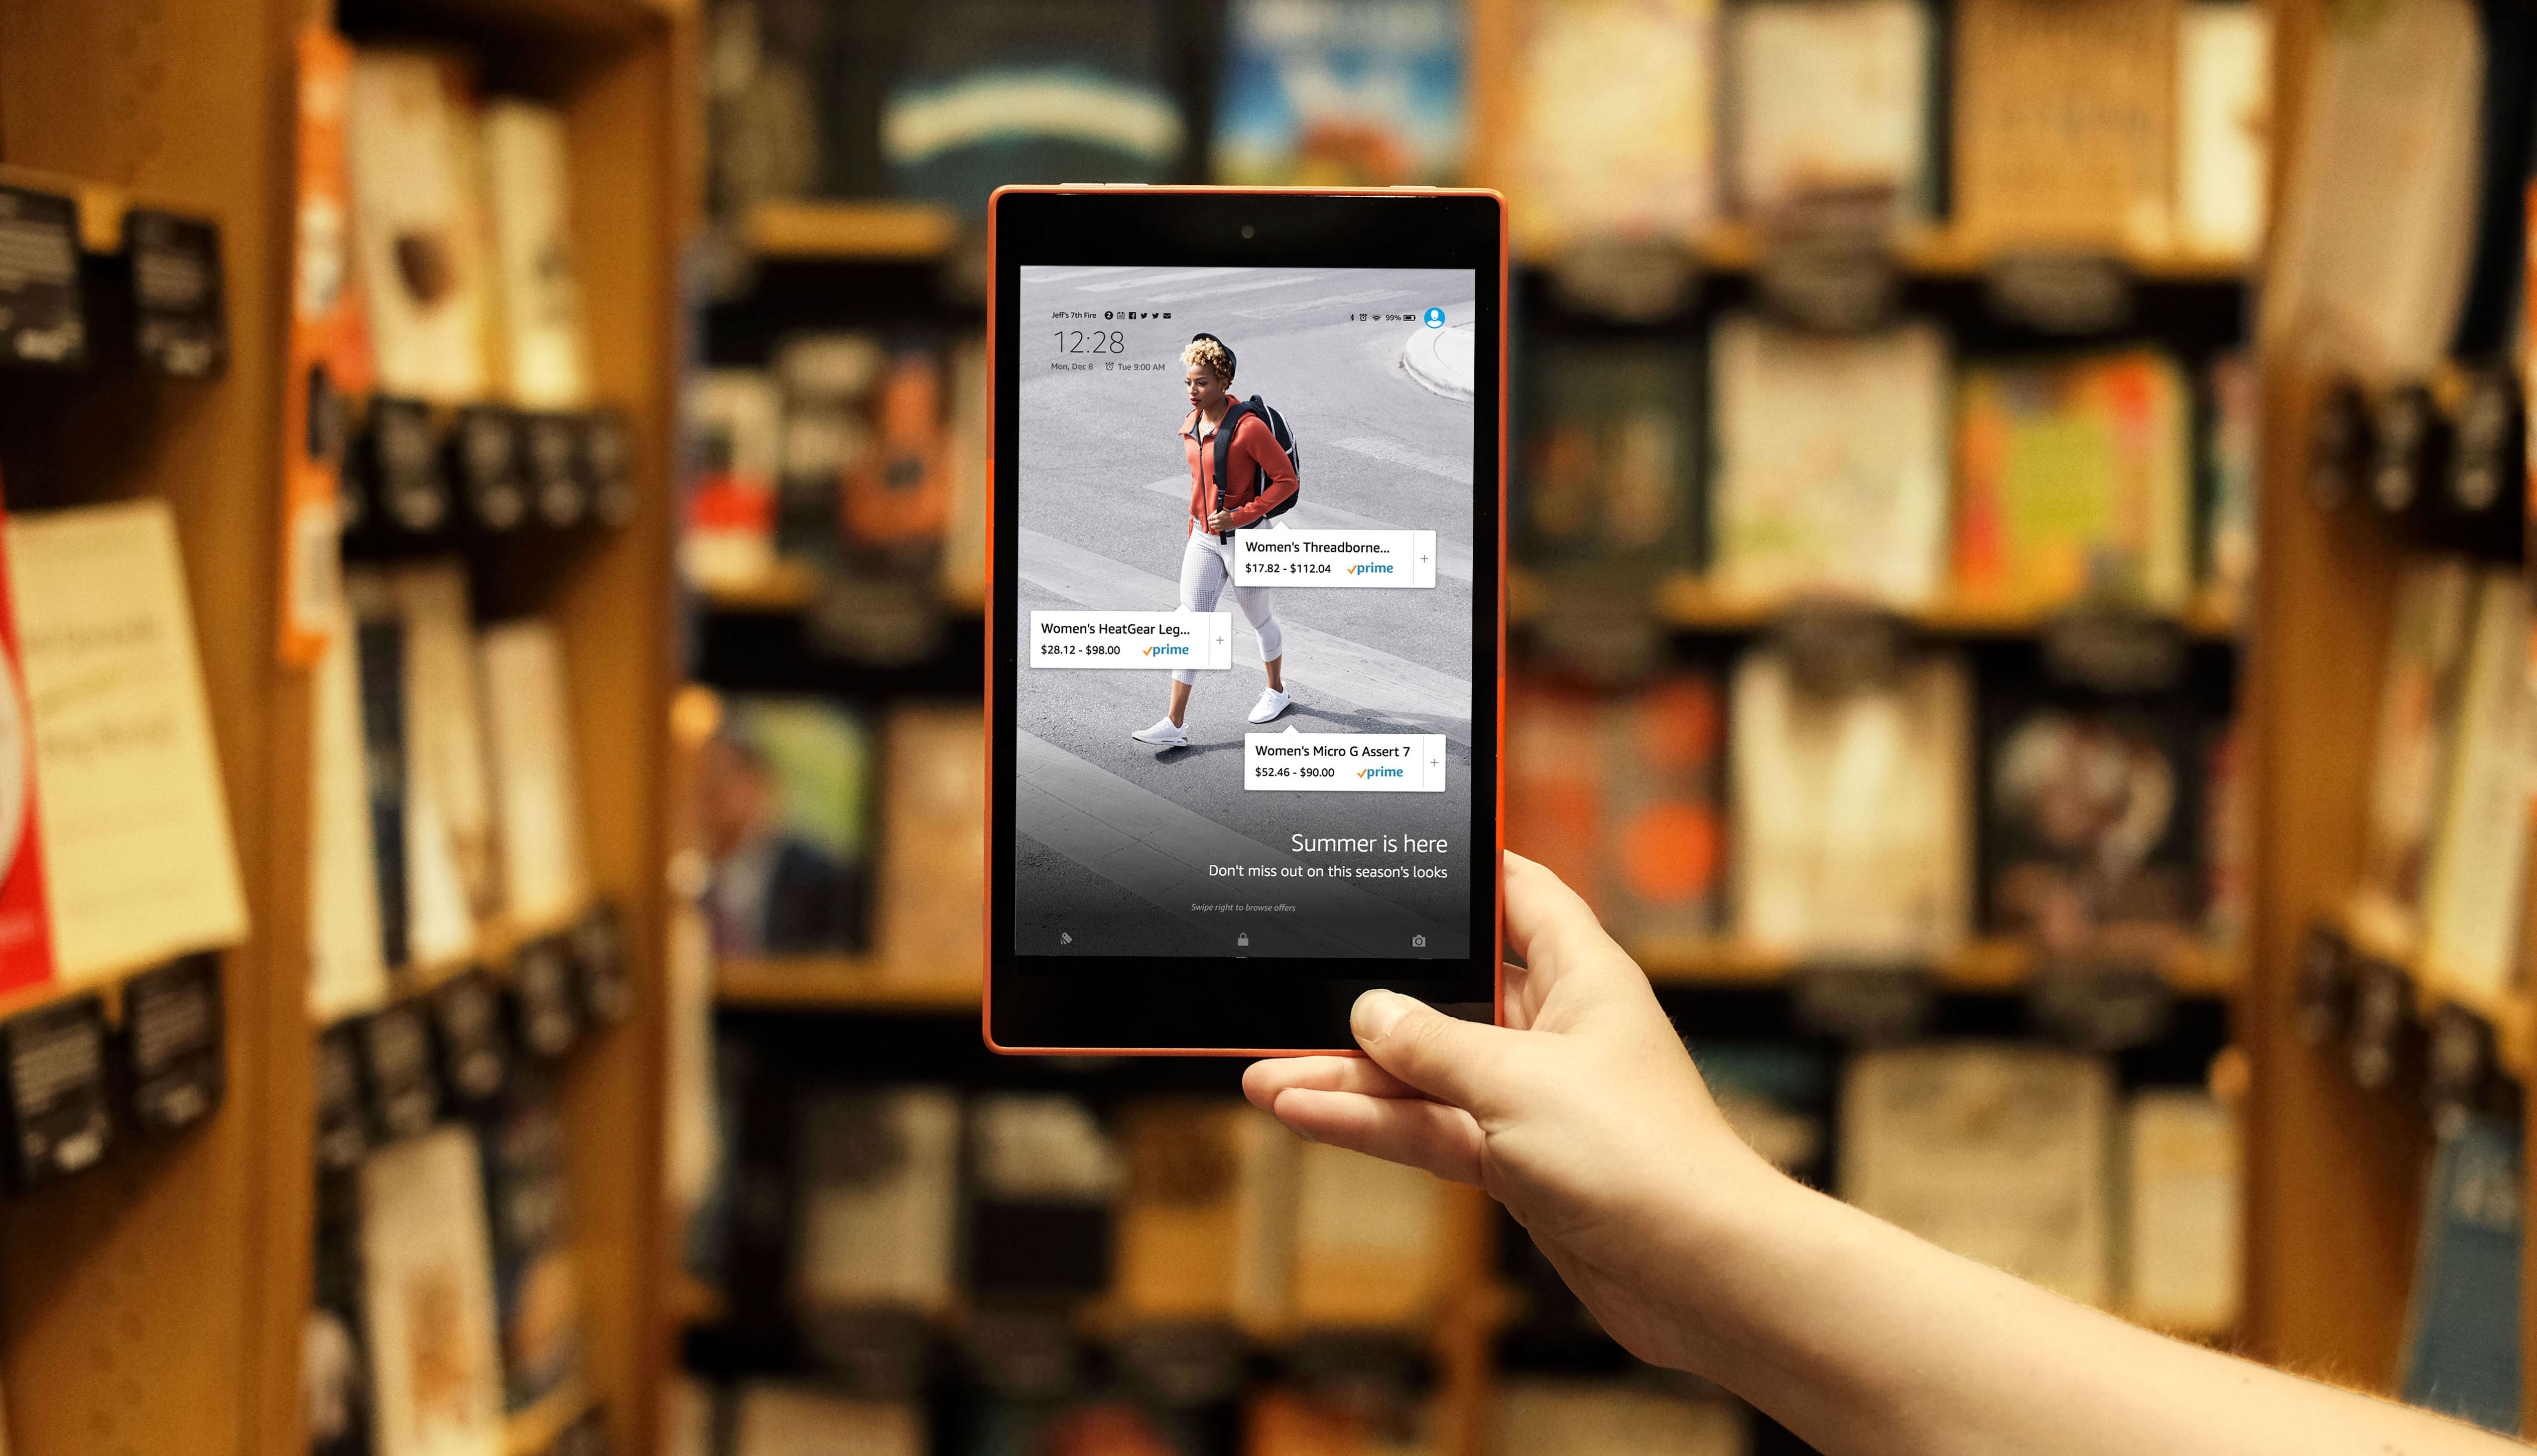 Jeff's 7th Fire
99%
12:28
Mon, Dec 8 Tue 9:00 AM
Women's Threadborne...
$17.82 - $112.04 prime
Women's HeatGear Leg...
$28.12 - $98.00 prime
Women's Micro G Assert 7
$52.46 - $90.00 prime
Summer is here
Don't miss out on this season's looks
Swipe right to browse offers